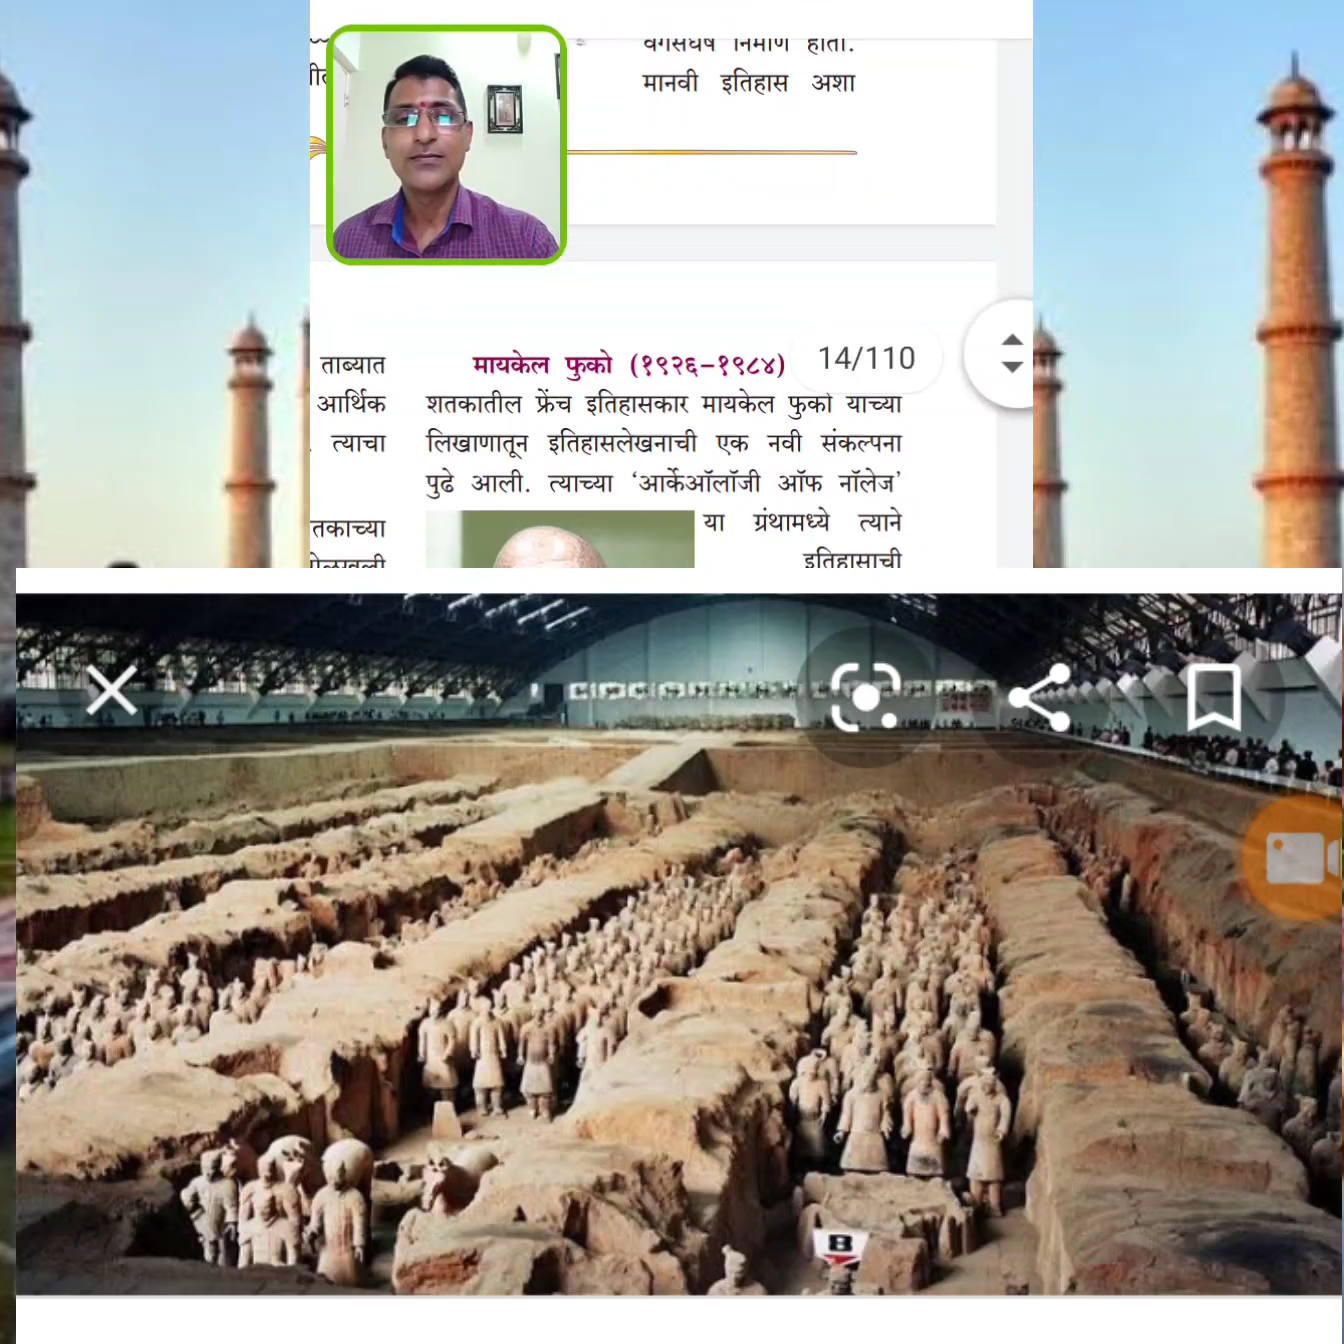 मानवी इतिहास अशा
14/110
ताब्यात
आर्थिक
त्याचा
तकाच्या
मायकेल फुको (१९२६–१९८४)
शतकातील फ्रेंच इतिहासकार मायकेल फुको याच्या
लिखाणातून इतिहासलेखनाची एक नवी संकल्पना
पुढे आली. त्याच्या ‘आर्केऑलॉजी ऑफ नॉलेज’
या ग्रंथामध्ये त्याने
इतिहासाची
B